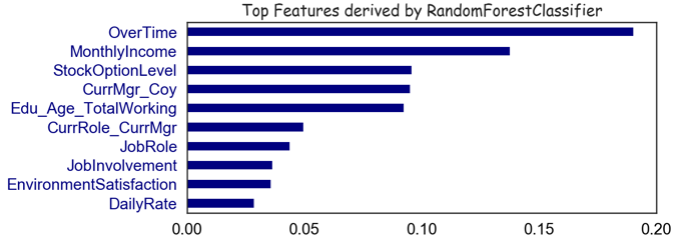 Top Features derived by RandomForestClassifier
OverTime
MonthlyIncome
StockOptionLevel
CurrMgr_Coy
Edu_Age_TotalWorking
CurrRole_CurrMgr
JobRole
JobInvolvement
EnvironmentSatisfaction
DailyRate
0.00 0.05 0.10 0.15 0.20